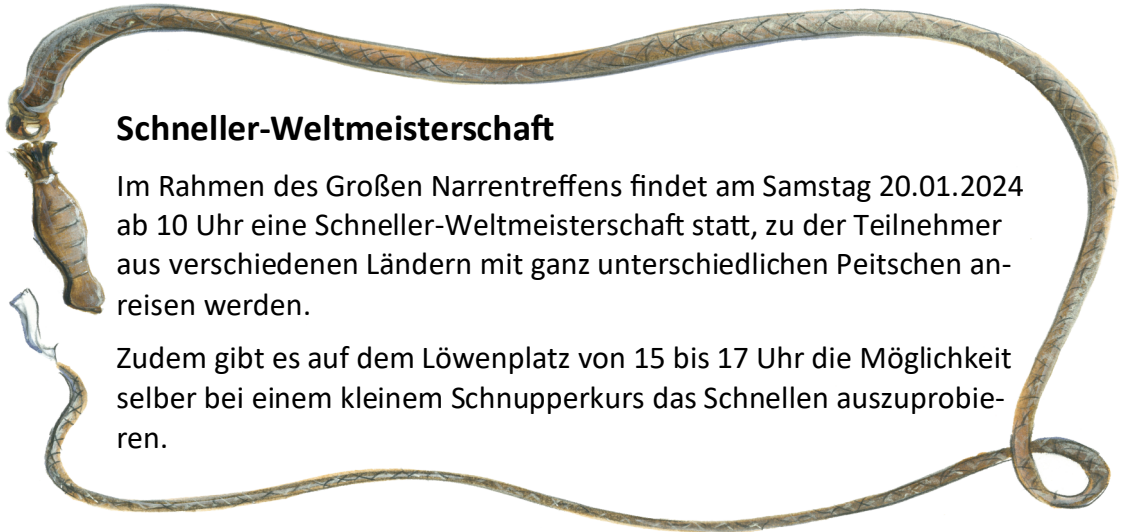 Schneller-Weltmeisterschaft
Im Rahmen des Großen Narrentreffens findet am Samstag 20.01.2024
ab 10 Uhr eine Schneller-Weltmeisterschaft statt, zu der Teilnehmer
aus verschiedenen Ländern mit ganz unterschiedlichen Peitschen an-
reisen werden.
Zudem gibt es auf dem Löwenplatz von 15 bis 17 Uhr die Möglichkeit
selber bei einem kleinem Schnupperkurs das Schnellen auszuprobie-
ren.